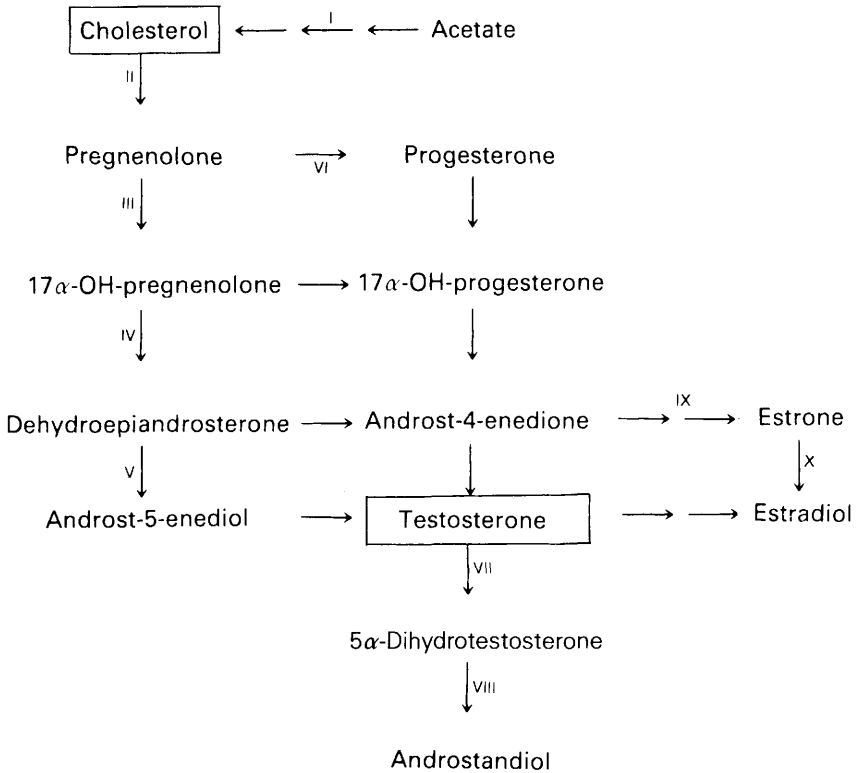 Cholesterol I Acetate
II
Pregnenolone VI Progesterone
III
17α-OH-pregnenolone 17α-OH-progesterone
IV
Dehydroepiandrosterone Androst-4-enedione IX Estrone
V X
Androst-5-enediol Testosterone Estradiol
VII
5α-Dihydrotestosterone
VIII
Androstandiol